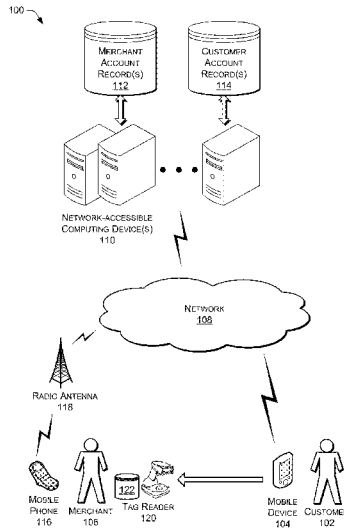 100
MERCHANT
ACCOUNT
RECORD(S)
112
CUSTOMER
ACCOUNT
RECORD(S)
114
NETWORK-ACCESSIBLE
COMPUTING DEVICE(S)
110
NETWORK
108
RADIO ANTENNA
118
MOBILE
PHONE
116
MERCHANT
106
122
TAG READER
120
MOBILE
DEVICE
104
CUSTOME
102